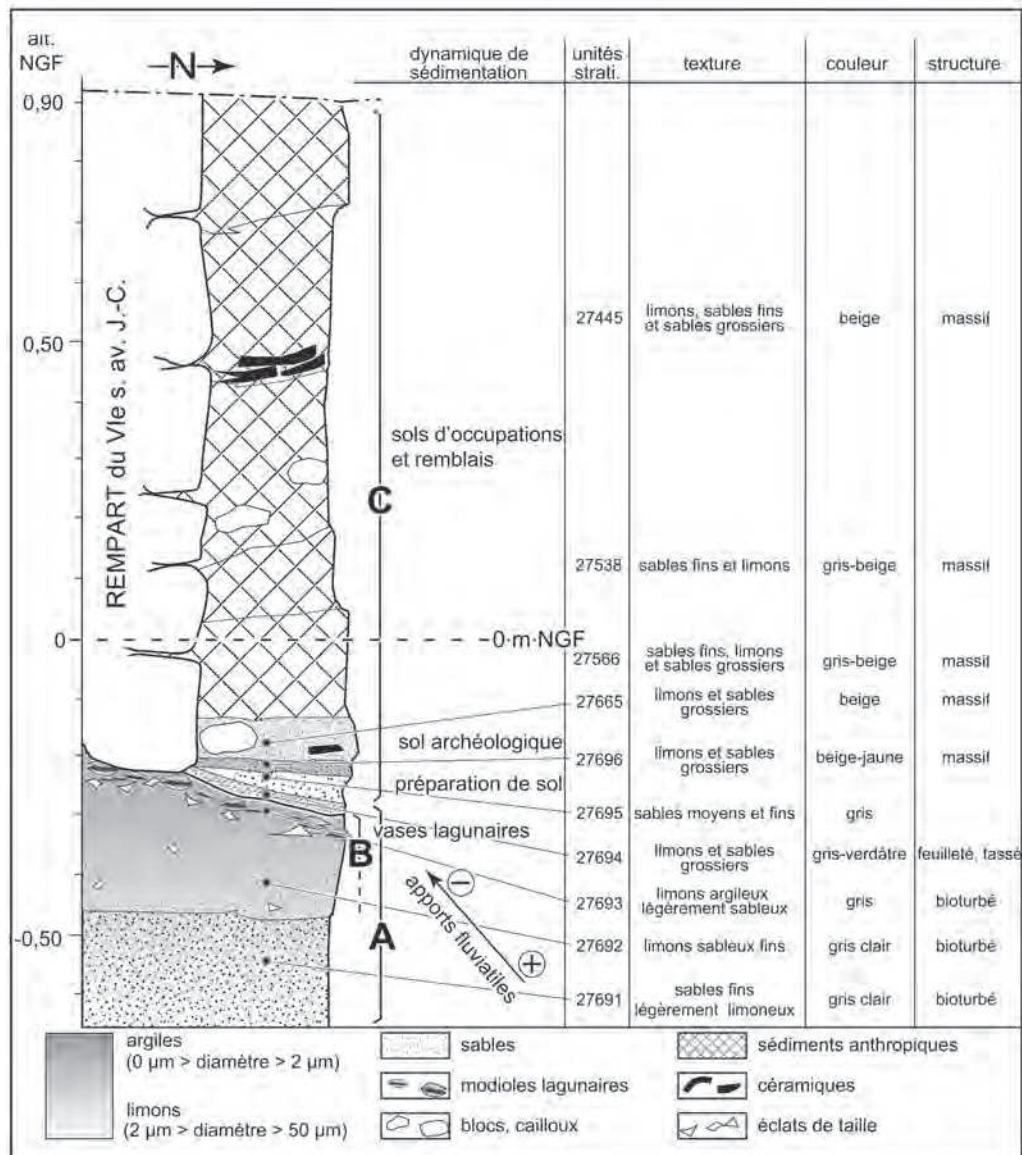 alt.
NGF
N
dynamique de
sédimentation
unités
strati.
texture
couleur
structure
0,90
0,50
0
-0,50
REMPART du VIe s. av. J.-C.
C
sols d'occupations
et remblais
0 m NGF
sol archéologique
préparation de sol
vases lagunaires
B
A
apports fluviatiles
−
+
27445
limons, sables fins
et sables grossiers
beige
massif
27538
sables fins et limons
gris-beige
massif
27566
sables fins, limons
et sables grossiers
gris-beige
massif
27665
limons et sables
grossiers
beige
massif
27696
limons et sables
grossiers
beige-jaune
massif
27695
sables moyens et fins
gris
27694
limons et sables
grossiers
gris-verdâtre
feuilleté, tassé
27693
limons argileux
légèrement sableux
gris
bioturbé
27692
limons sableux fins
gris clair
bioturbé
27691
sables fins
légèrement limoneux
gris clair
bioturbé
argiles
(0 µm > diamètre > 2 µm)
limons
(2 µm > diamètre > 50 µm)
sables
modioles lagunaires
blocs, cailloux
sédiments anthropiques
céramiques
éclats de taille